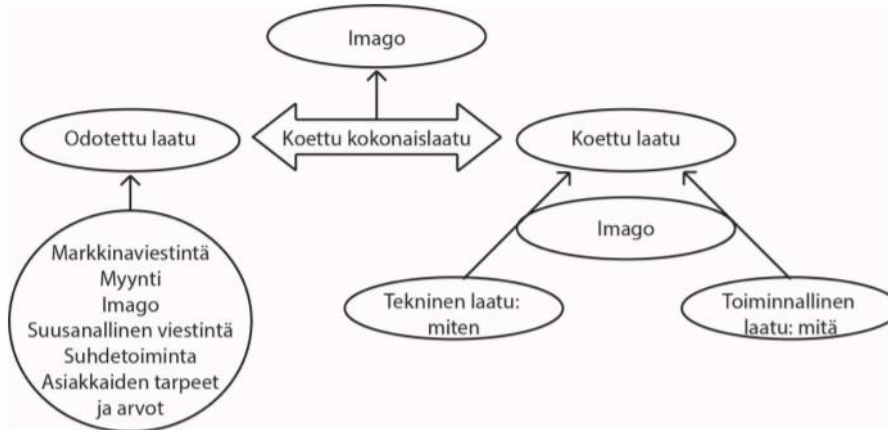 Imago
Odotettu laatu
Koettu kokonaislaatu
Koettu laatu
Markkinaviestintä
Myynti
Imago
Suusanallinen viestintä
Suhdetoiminta
Asiakkaiden tarpeet
ja arvot
Imago
Tekninen laatu:
miten
Toiminnallinen
laatu: mitä